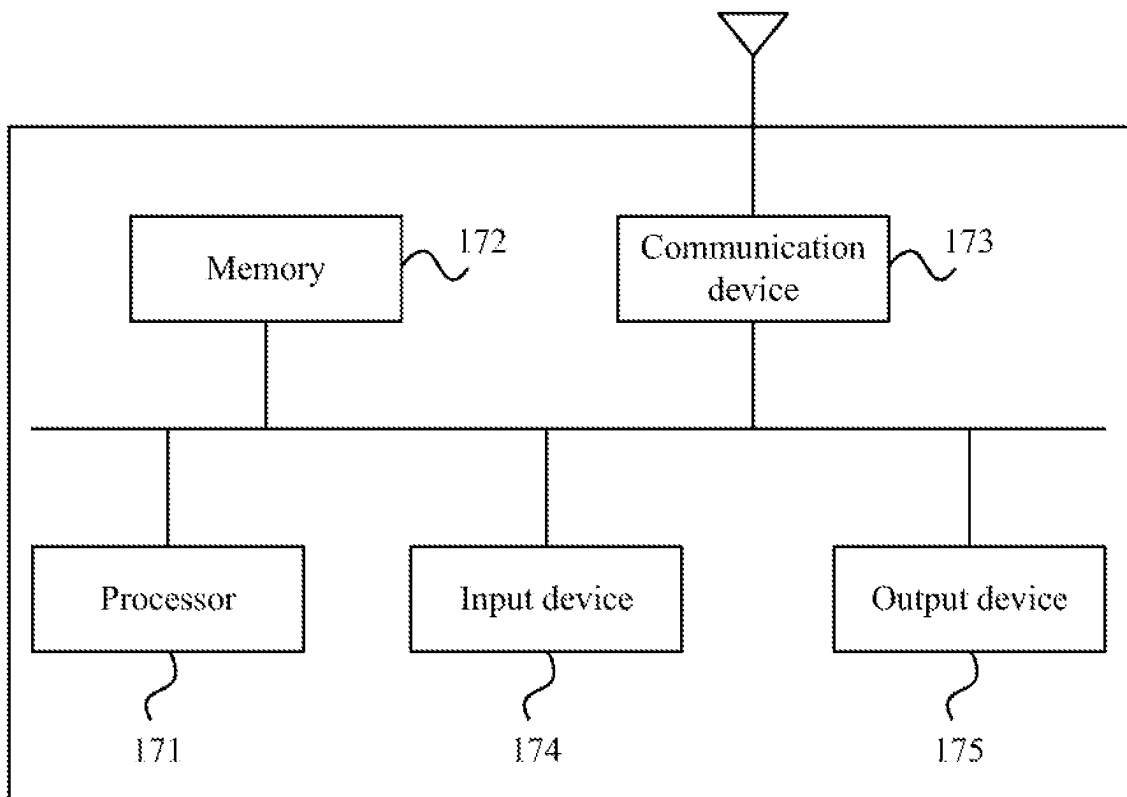 Memory
172
Communication
device
173
Processor
Input device
Output device
171
174
175